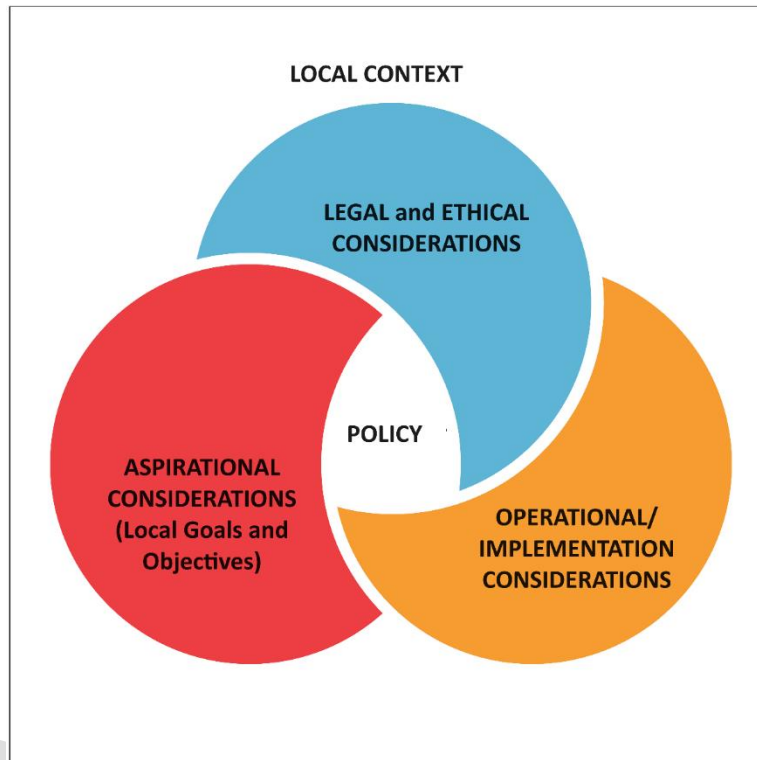 LOCAL CONTEXT
LEGAL and ETHICAL
CONSIDERATIONS
POLICY
ASPIRATIONAL
CONSIDERATIONS
(Local Goals and
Objectives)
OPERATIONAL/
IMPLEMENTATION
CONSIDERATIONS